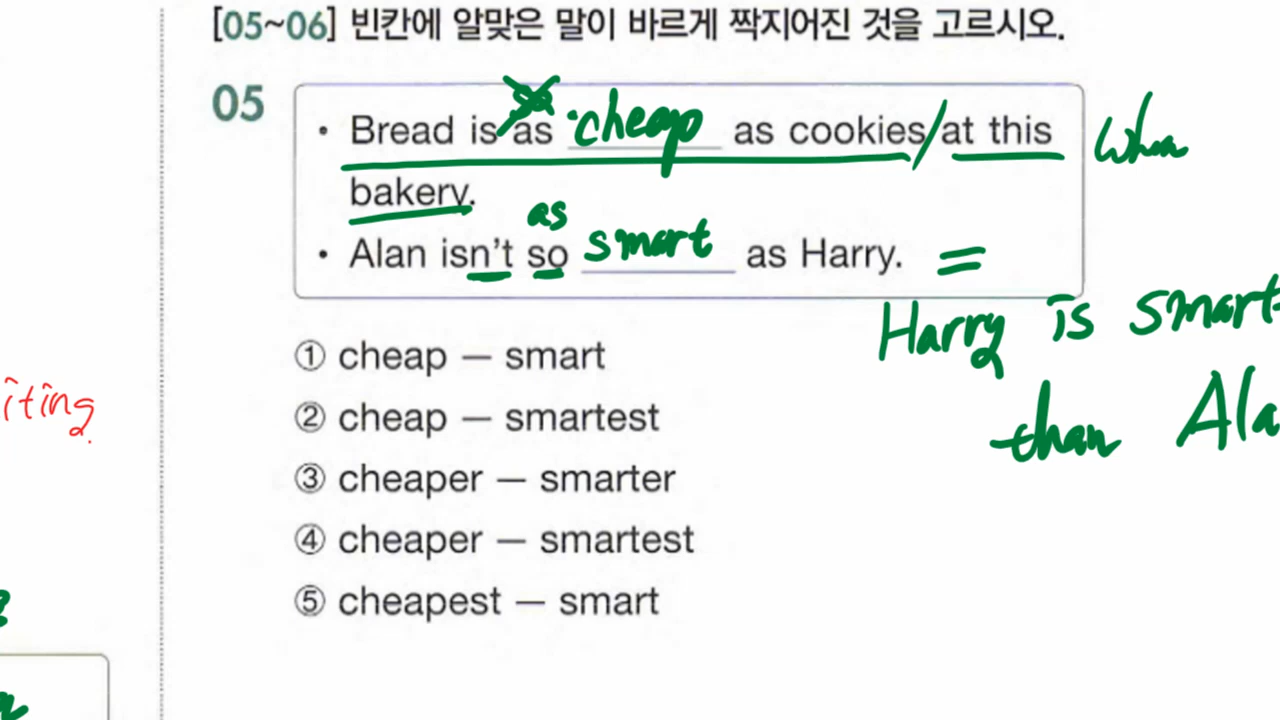 [05~06] 빈칸에 알맞은 말이 바르게 짝지어진 것을 고르시오.
05
• Bread is as cheap as cookies / at this
bakery.
as
• Alan isn't so smart as Harry. =
Harry is smart
than Ala
① cheap — smart
② cheap — smartest
③ cheaper — smarter
④ cheaper — smartest
⑤ cheapest — smart
iting